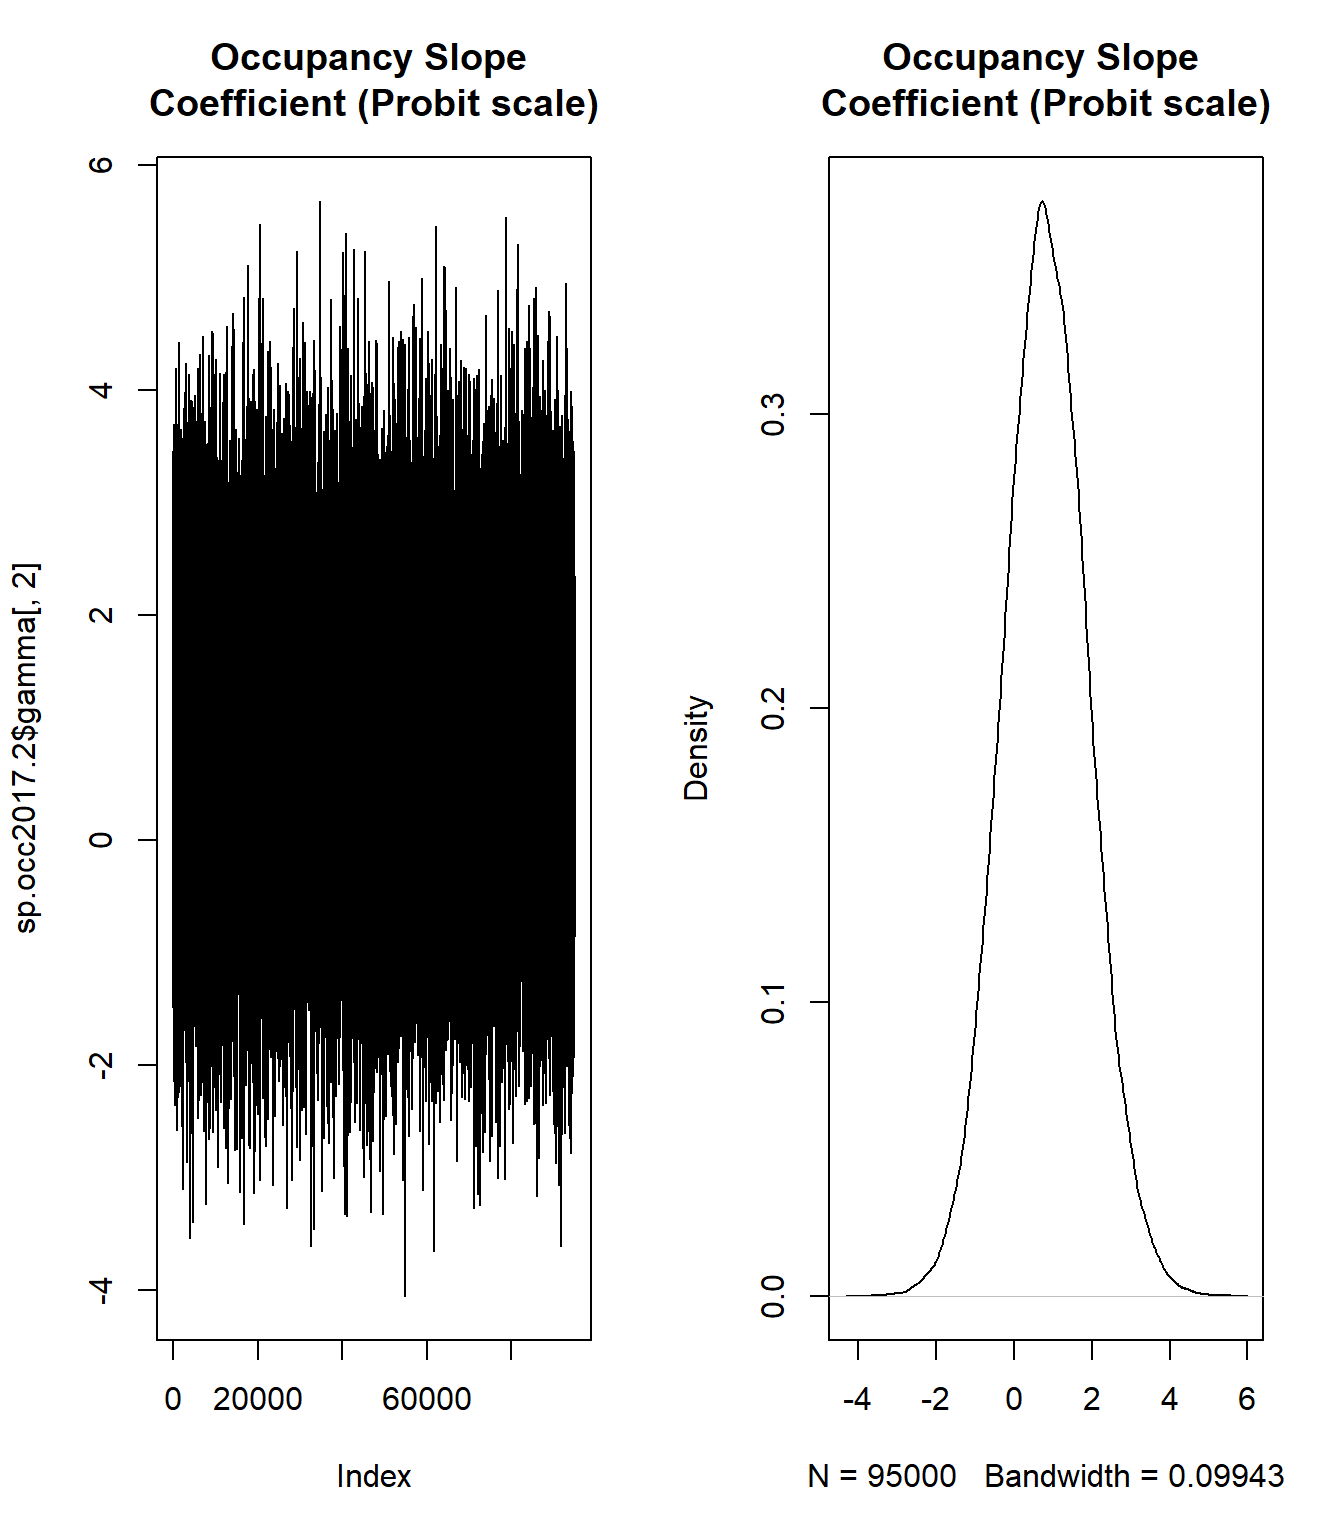 Occupancy Slope
Coefficient (Probit scale)
sp.occ2017.2$gamma[, 2]
6
4
2
0
-2
-4
0 20000 60000
Index
Occupancy Slope
Coefficient (Probit scale)
Density
0.3
0.2
0.1
0.0
-4 -2 0 2 4 6
N = 95000 Bandwidth = 0.09943